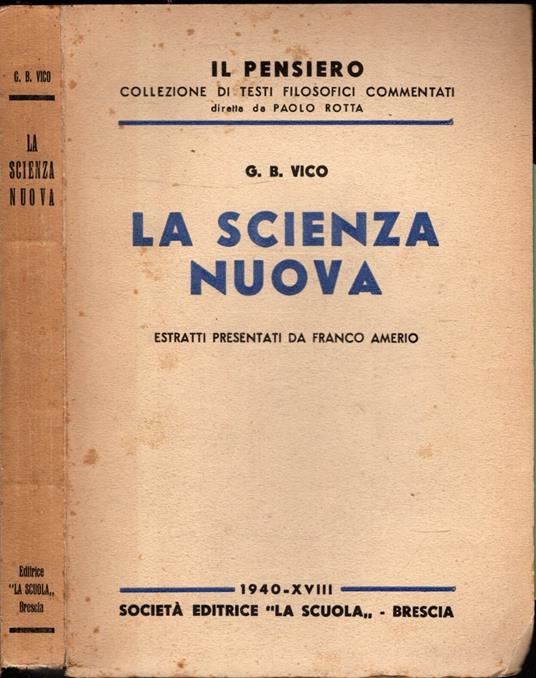 G. B. VICO
LA
SCIENZA
NUOVA
Editrice
"LA SCUOLA„
Brescia
IL PENSIERO
COLLEZIONE DI TESTI FILOSOFICI COMMENTATI
diretta da PAOLO ROTTA
G. B. VICO
LA SCIENZA
NUOVA
ESTRATTI PRESENTATI DA FRANCO AMERIO
1940-XVIII
SOCIETÀ EDITRICE "LA SCUOLA„ - BRESCIA